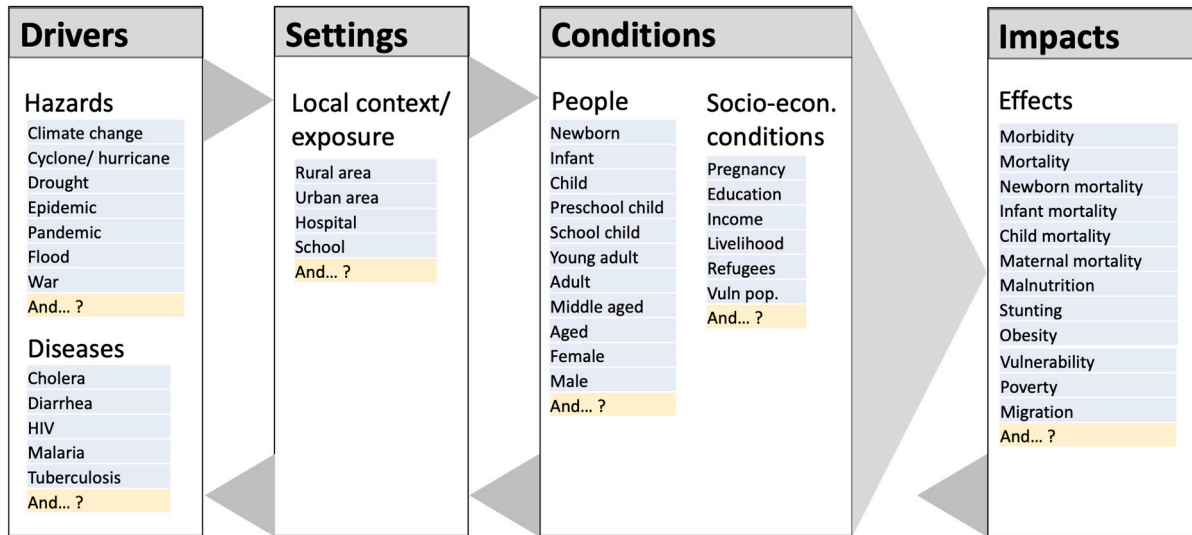 Drivers
Hazards
Climate change
Cyclone/ hurricane
Drought
Epidemic
Pandemic
Flood
War
And... ?
Diseases
Cholera
Diarrhea
HIV
Malaria
Tuberculosis
And... ?
Settings
Local context/
exposure
Rural area
Urban area
Hospital
School
And... ?
Conditions
People
Newborn
Infant
Child
Preschool child
School child
Young adult
Adult
Middle aged
Aged
Female
Male
And... ?
Socio-econ.
conditions
Pregnancy
Education
Income
Livelihood
Refugees
Vuln pop.
And... ?
Impacts
Effects
Morbidity
Mortality
Newborn mortality
Infant mortality
Child mortality
Maternal mortality
Malnutrition
Stunting
Obesity
Vulnerability
Poverty
Migration
And... ?